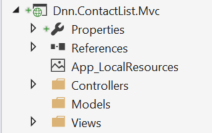 Dnn.ContactList.Mvc
Properties
References
App_LocalResources
Controllers
Models
Views